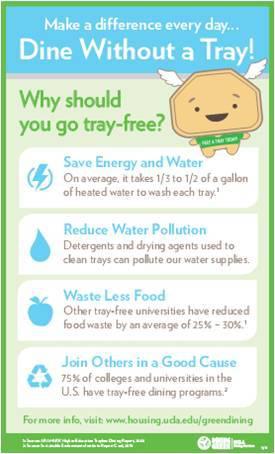 Make a difference every day...
Dine Without a Tray!
Why should
you go tray-free?
Save Energy and Water
On average, it takes 1/3 to 1/2 of a gallon
of heated water to wash each tray.¹
Reduce Water Pollution
Detergents and drying agents used to
clean trays can pollute our water supplies.
Waste Less Food
Other tray-free universities have reduced
food waste by an average of 25% – 30%.¹
Join Others in a Good Cause
75% of colleges and universities in the
U.S. have tray-free dining programs.²
For more info, visit: www.housing.ucla.edu/greendining